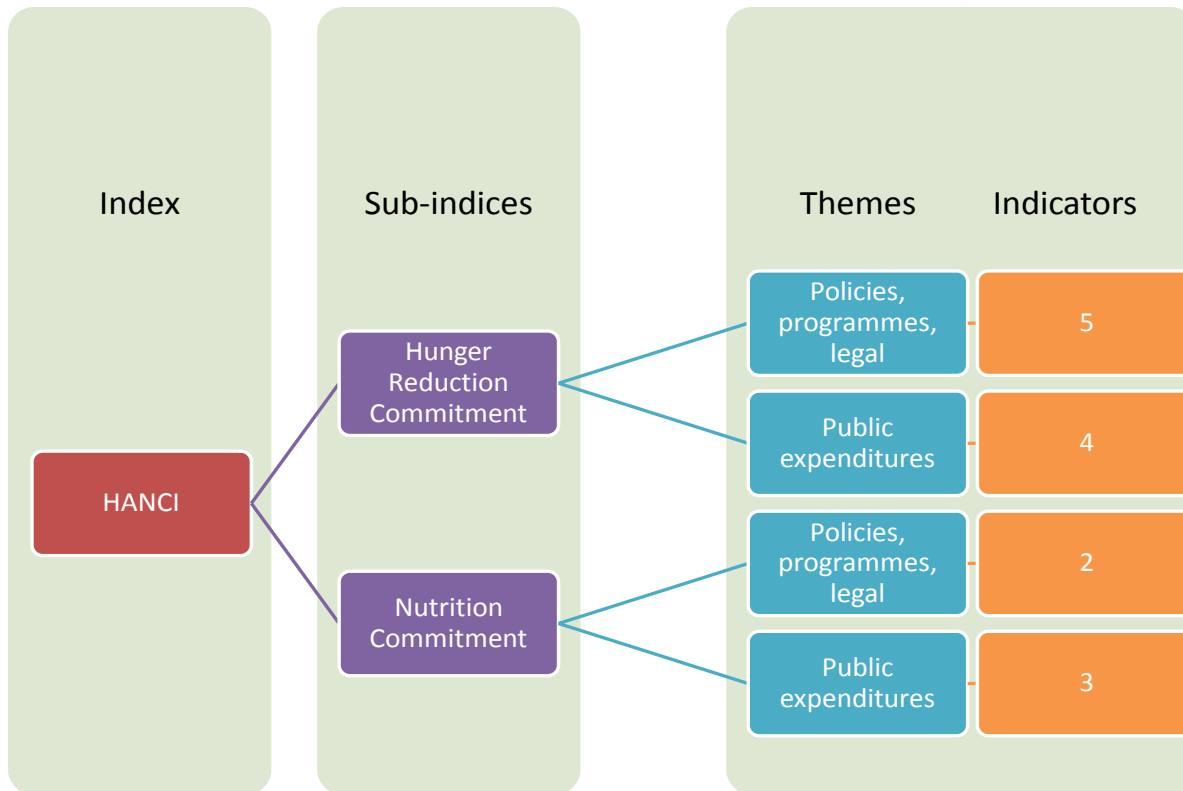 Index
Sub-indices
Themes
Indicators
HANCI
Hunger
Reduction
Commitment
Nutrition
Commitment
Policies,
programmes,
legal
5
Public
expenditures
4
Policies,
programmes,
legal
2
Public
expenditures
3